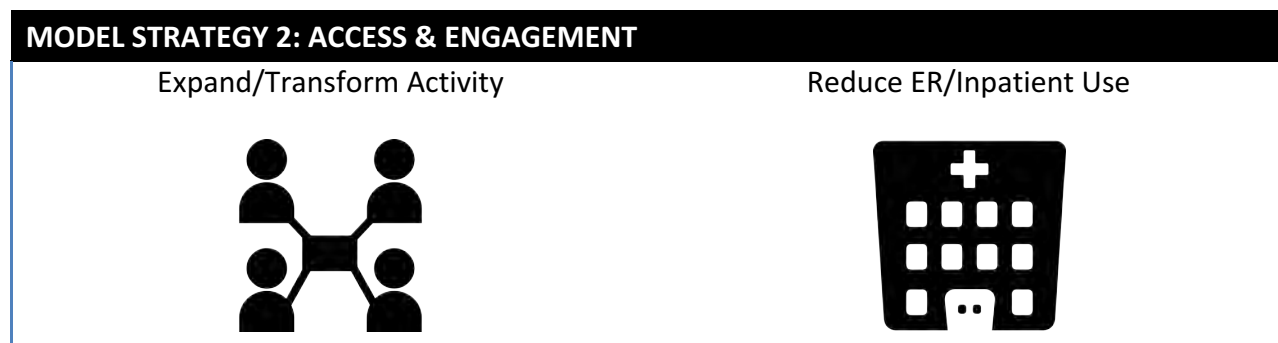 MODEL STRATEGY 2: ACCESS & ENGAGEMENT
Expand/Transform Activity
Reduce ER/Inpatient Use